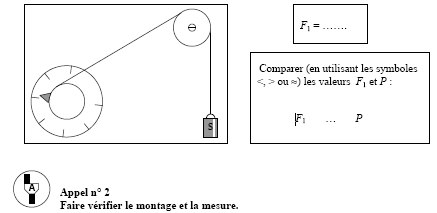 F₁ = …….
Comparer (en utilisant les symboles
<, > ou ≈) les valeurs F₁ et P :
F₁ … P
S
A
Appel n° 2
Faire vérifier le montage et la mesure.